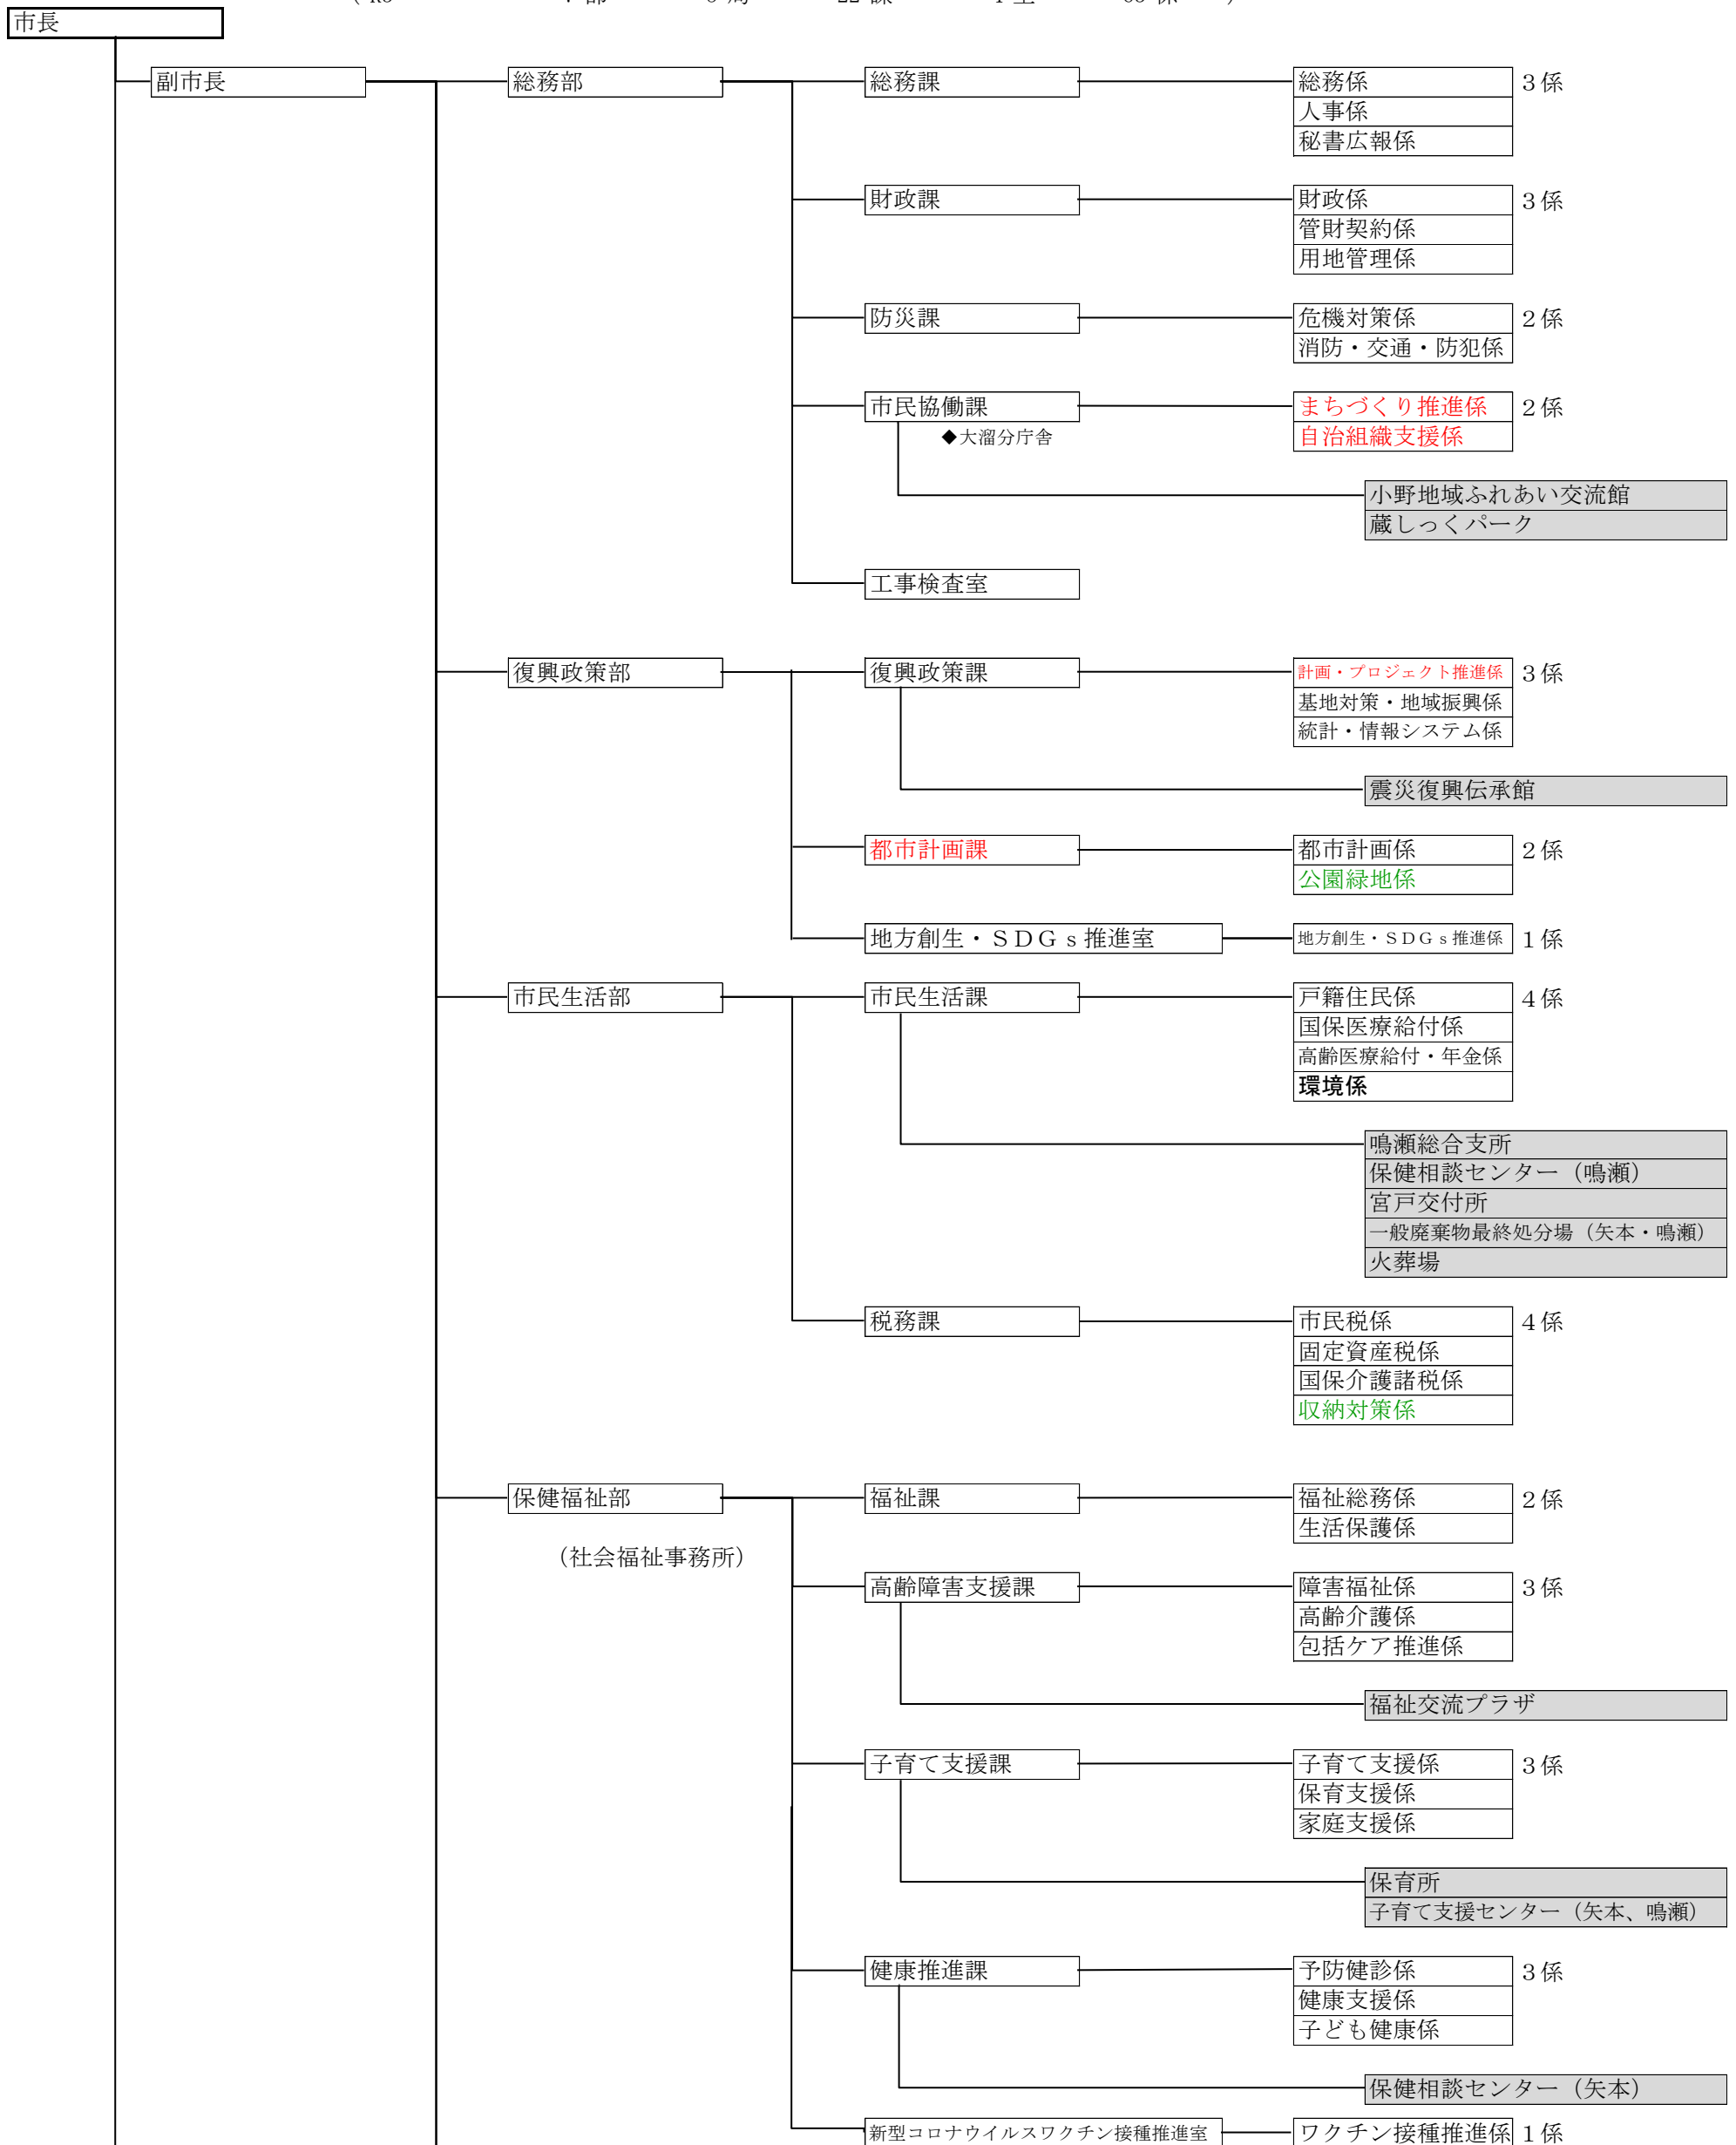 市長
副市長 総務部 総務課 総務係 3係
人事係
秘書広報係
財政課 財政係 3係
管財契約係
用地管理係
防災課 危機対策係 2係
消防・交通・防犯係
市民協働課 まちづくり推進係 2係
◆大溜分庁舎 自治組織支援係
小野地域ふれあい交流館
蔵しっくパーク
工事検査室
復興政策部 復興政策課 計画・プロジェクト推進係 3係
基地対策・地域振興係
統計・情報システム係
震災復興伝承館
都市計画課 都市計画係 2係
公園緑地係
地方創生・SDGs推進室 地方創生・SDGs推進係 1係
市民生活部 市民生活課 戸籍住民係 4係
国保医療給付係
高齢医療給付・年金係
環境係
鳴瀬総合支所
保健相談センター（鳴瀬）
宮戸交付所
一般廃棄物最終処分場（矢本・鳴瀬）
火葬場
税務課 市民税係 4係
固定資産税係
国保介護諸税係
収納対策係
保健福祉部 福祉課 福祉総務係 2係
生活保護係
（社会福祉事務所）
高齢障害支援課 障害福祉係 3係
高齢介護係
包括ケア推進係
福祉交流プラザ
子育て支援課 子育て支援係 3係
保育支援係
家庭支援係
保育所
子育て支援センター（矢本、鳴瀬）
健康推進課 予防健診係 3係
健康支援係
子ども健康係
保健相談センター（矢本）
新型コロナウイルスワクチン接種推進室 ワクチン接種推進係 1係